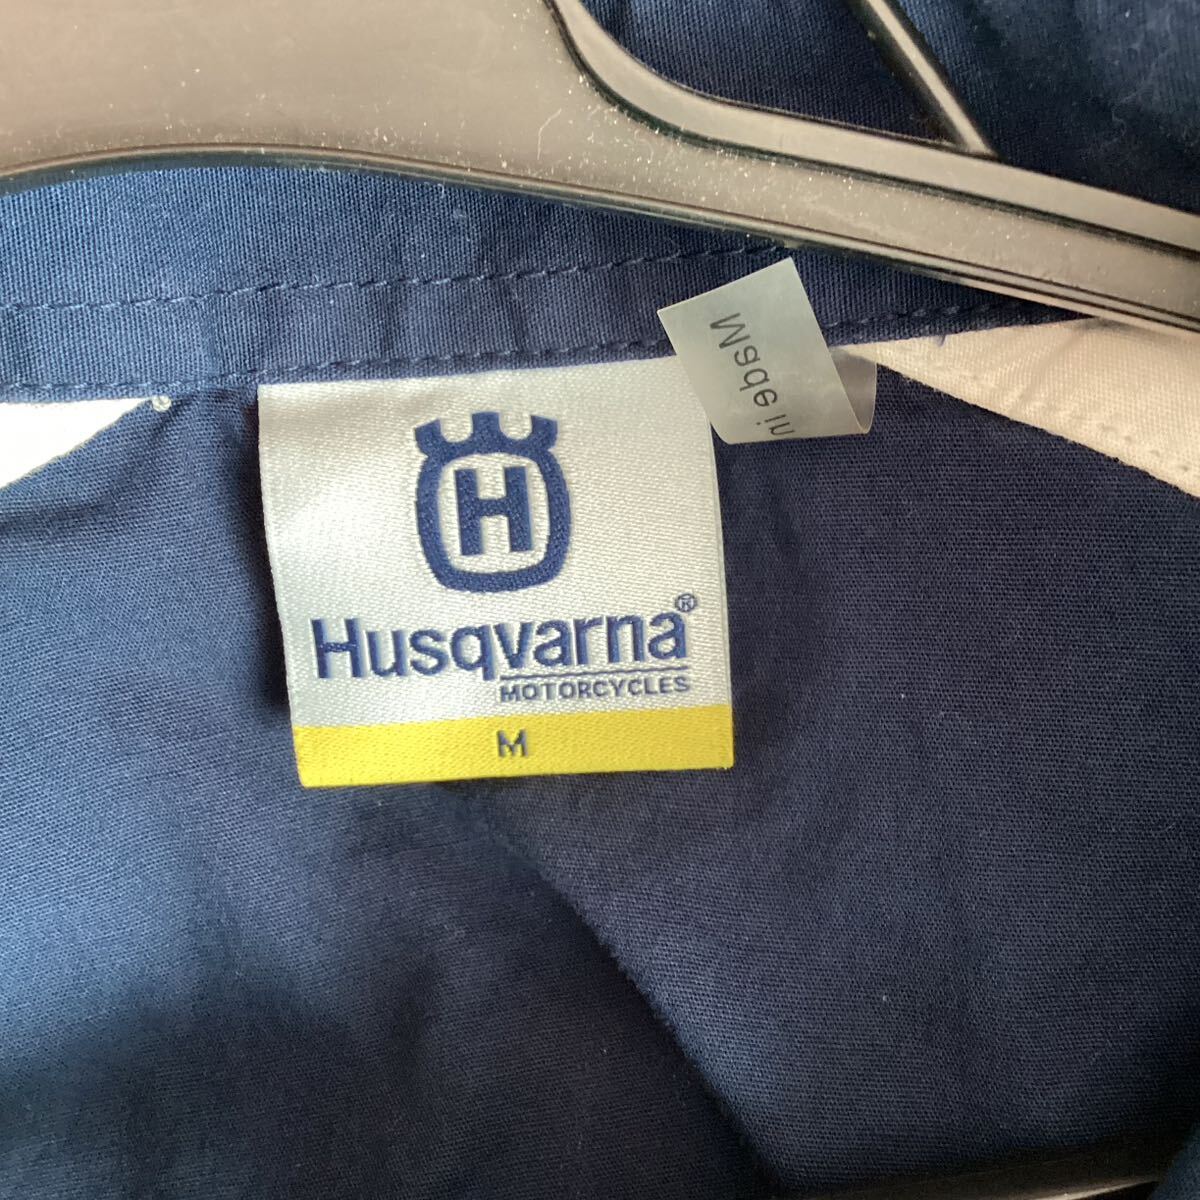 Made in
H
Husqvarna®
MOTORCYCLES
M